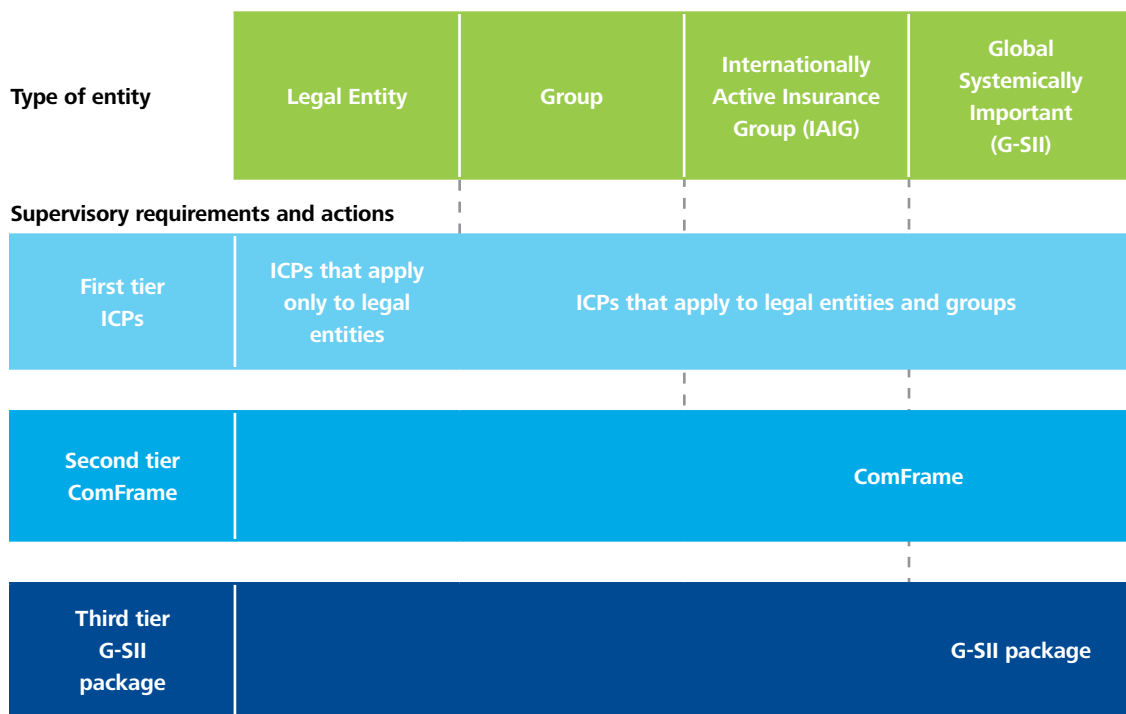 Type of entity
Legal Entity
Group
Internationally
Active Insurance
Group (IAIG)
Global
Systemically
Important
(G-SII)
Supervisory requirements and actions
First tier
ICPs
ICPs that apply
only to legal
entities
ICPs that apply to legal entities and groups
Second tier
ComFrame
ComFrame
Third tier
G-SII
package
G-SII package